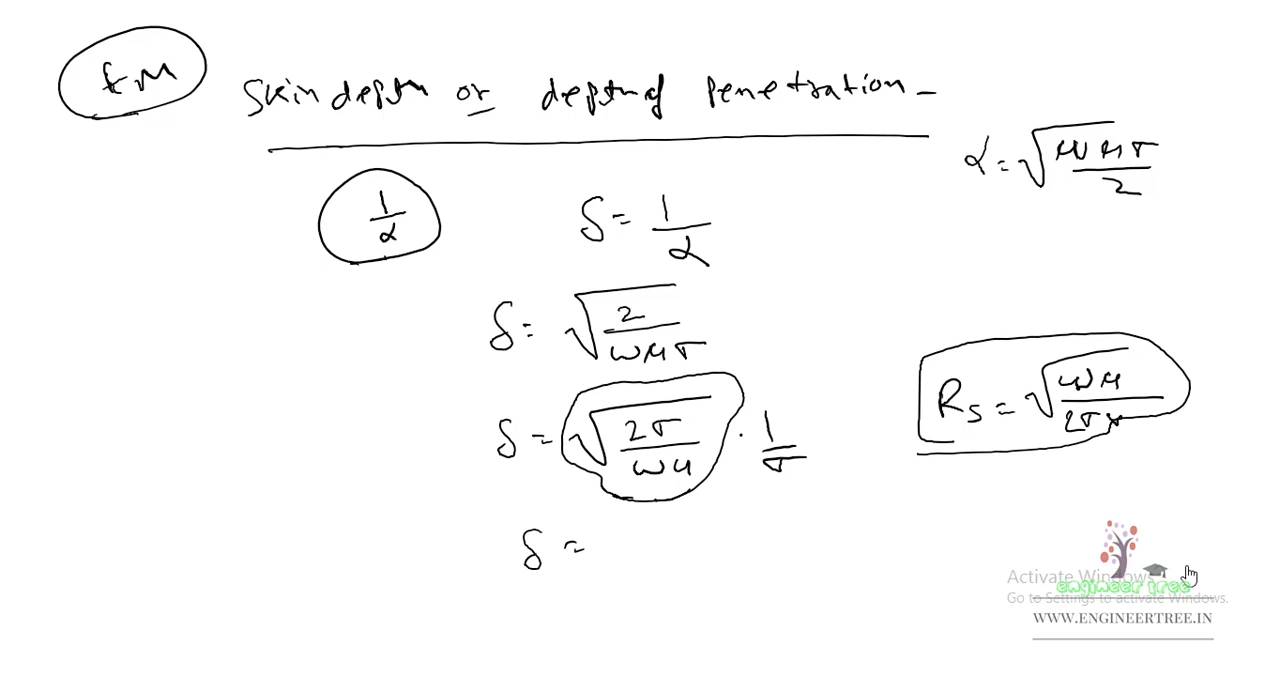 EM
Skin depth or depth of penetration -
α = √(ωμσ/2)
1/α
δ = 1/α
δ = √(2/ωμσ)
Rs = √(ωμ/2σ)
δ = √(2σ/ωμ) · 1/σ
δ =
Activate Windows
engineer tree
Go to Settings to activate Windows.
WWW.ENGINEERTREE.IN